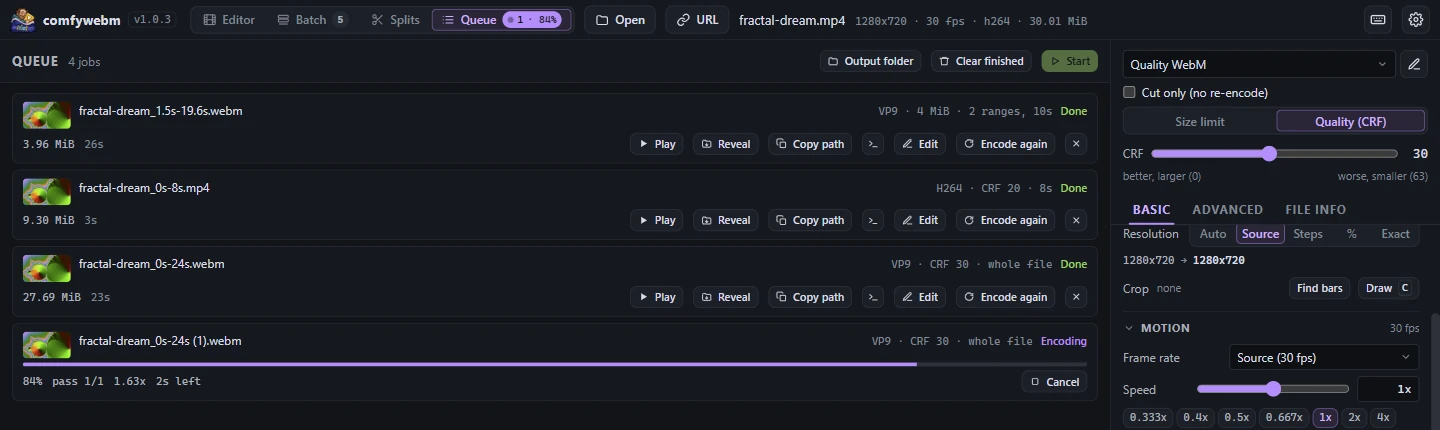 comfywebm v1.0.3 Editor Batch 5 Splits Queue 1 · 84% Open URL fractal-dream.mp4 1280x720 · 30 fps · h264 · 30.01 MiB
QUEUE 4 jobs Output folder Clear finished Start
fractal-dream_1.5s-19.6s.webm VP9 · 4 MiB · 2 ranges, 10s Done
3.96 MiB 26s Play Reveal Copy path >_ Edit Encode again ×
fractal-dream_0s-8s.mp4 H264 · CRF 20 · 8s Done
9.30 MiB 3s Play Reveal Copy path >_ Edit Encode again ×
fractal-dream_0s-24s.webm VP9 · CRF 30 · whole file Done
27.69 MiB 23s Play Reveal Copy path >_ Edit Encode again ×
fractal-dream_0s-24s (1).webm VP9 · CRF 30 · whole file Encoding
84% pass 1/1 1.63x 2s left Cancel
Quality WebM
Cut only (no re-encode)
Size limit Quality (CRF)
CRF 30
better, larger (0) worse, smaller (63)
BASIC ADVANCED FILE INFO
Resolution Auto Source Steps % Exact
1280x720 → 1280x720
Crop none Find bars Draw C
MOTION 30 fps
Frame rate Source (30 fps)
Speed 1x
0.333x 0.4x 0.5x 0.667x 1x 2x 4x